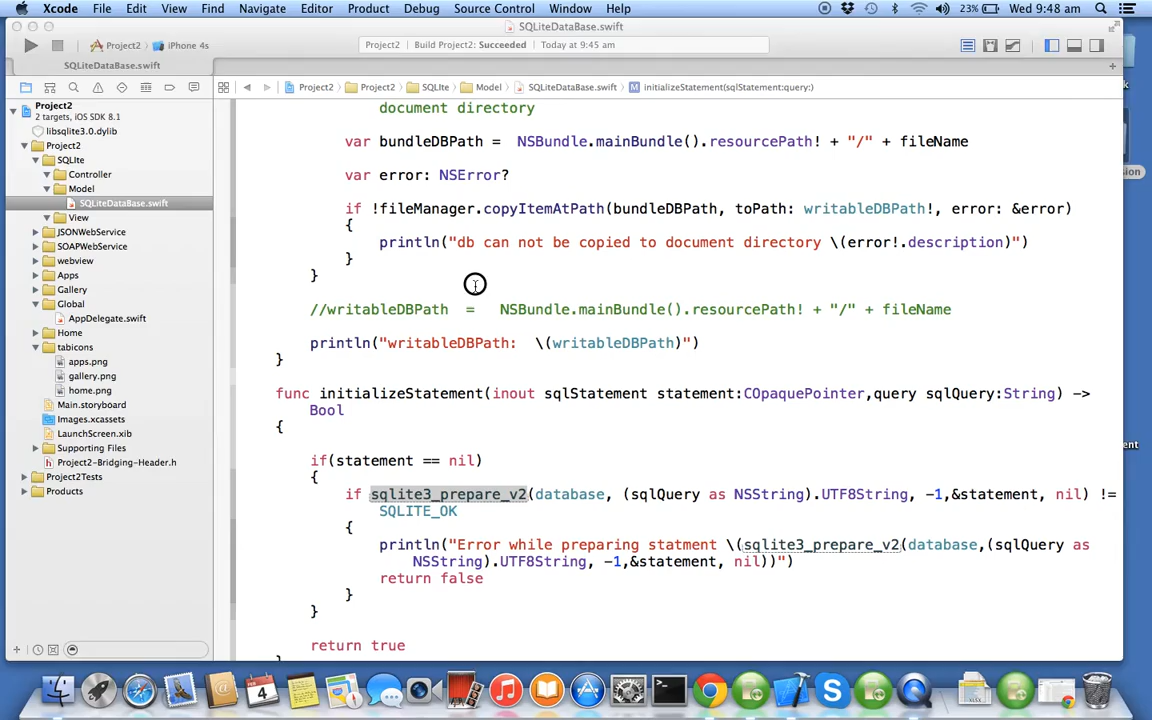 Xcode File Edit View Find Navigate Editor Product Debug Source Control Window Help 23% Wed 9:48 am
SQLiteDataBase.swift
Project2 iPhone 4s Project2 Build Project2: Succeeded Today at 9:45 am
SQLiteDataBase.swift
Project2 Project2 SQLIte Model SQLiteDataBase.swift M initializeStatement(sqlStatement:query:)
Project2
2 targets, iOS SDK 8.1
libsqlite3.0.dylib
Project2
SQLIte
Controller
Model
SQLiteDataBase.swift
View
JSONWebService
SOAPWebService
webview
Apps
Gallery
Global
AppDelegate.swift
Home
tabicons
apps.png
gallery.png
home.png
Main.storyboard
Images.xcassets
LaunchScreen.xib
Supporting Files
Project2-Bridging-Header.h
Project2Tests
Products
document directory
var bundleDBPath = NSBundle.mainBundle().resourcePath! + "/" + fileName
var error: NSError?
if !fileManager.copyItemAtPath(bundleDBPath, toPath: writableDBPath!, error: &error)
{
println("db can not be copied to document directory \(error!.description)")
}
}
//writableDBPath = NSBundle.mainBundle().resourcePath! + "/" + fileName
println("writableDBPath: \(writableDBPath)")
}
func initializeStatement(inout sqlStatement statement:COpaquePointer,query sqlQuery:String) ->
Bool
{
if(statement == nil)
{
if sqlite3_prepare_v2(database, (sqlQuery as NSString).UTF8String, -1,&statement, nil) !=
SQLITE_OK
{
println("Error while preparing statment \(sqlite3_prepare_v2(database,(sqlQuery as
NSString).UTF8String, -1,&statement, nil))")
return false
}
}
return true